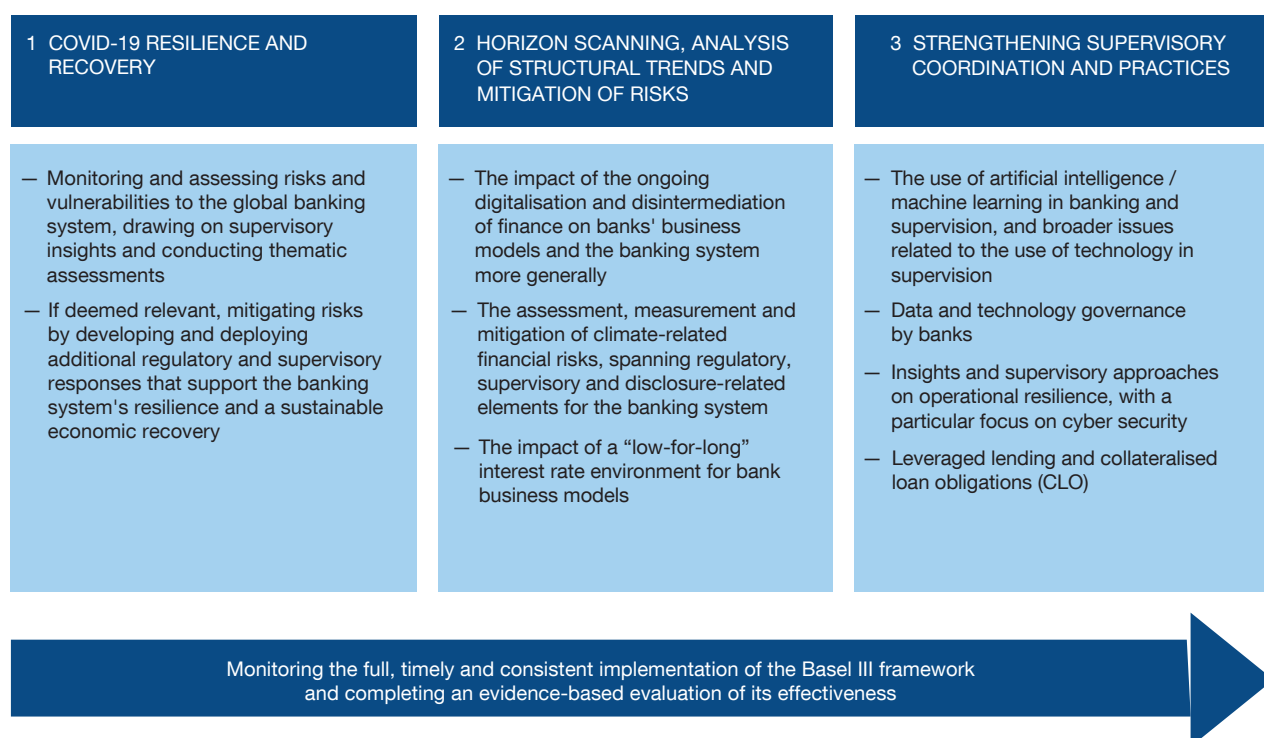 1 COVID-19 RESILIENCE AND
RECOVERY
— Monitoring and assessing risks and
vulnerabilities to the global banking
system, drawing on supervisory
insights and conducting thematic
assessments
— If deemed relevant, mitigating risks
by developing and deploying
additional regulatory and supervisory
responses that support the banking
system's resilience and a sustainable
economic recovery
2 HORIZON SCANNING, ANALYSIS
OF STRUCTURAL TRENDS AND
MITIGATION OF RISKS
— The impact of the ongoing
digitalisation and disintermediation
of finance on banks' business
models and the banking system
more generally
— The assessment, measurement and
mitigation of climate-related
financial risks, spanning regulatory,
supervisory and disclosure-related
elements for the banking system
— The impact of a “low-for-long”
interest rate environment for bank
business models
3 STRENGTHENING SUPERVISORY
COORDINATION AND PRACTICES
— The use of artificial intelligence /
machine learning in banking and
supervision, and broader issues
related to the use of technology in
supervision
— Data and technology governance
by banks
— Insights and supervisory approaches
on operational resilience, with a
particular focus on cyber security
— Leveraged lending and collateralised
loan obligations (CLO)
Monitoring the full, timely and consistent implementation of the Basel III framework
and completing an evidence-based evaluation of its effectiveness